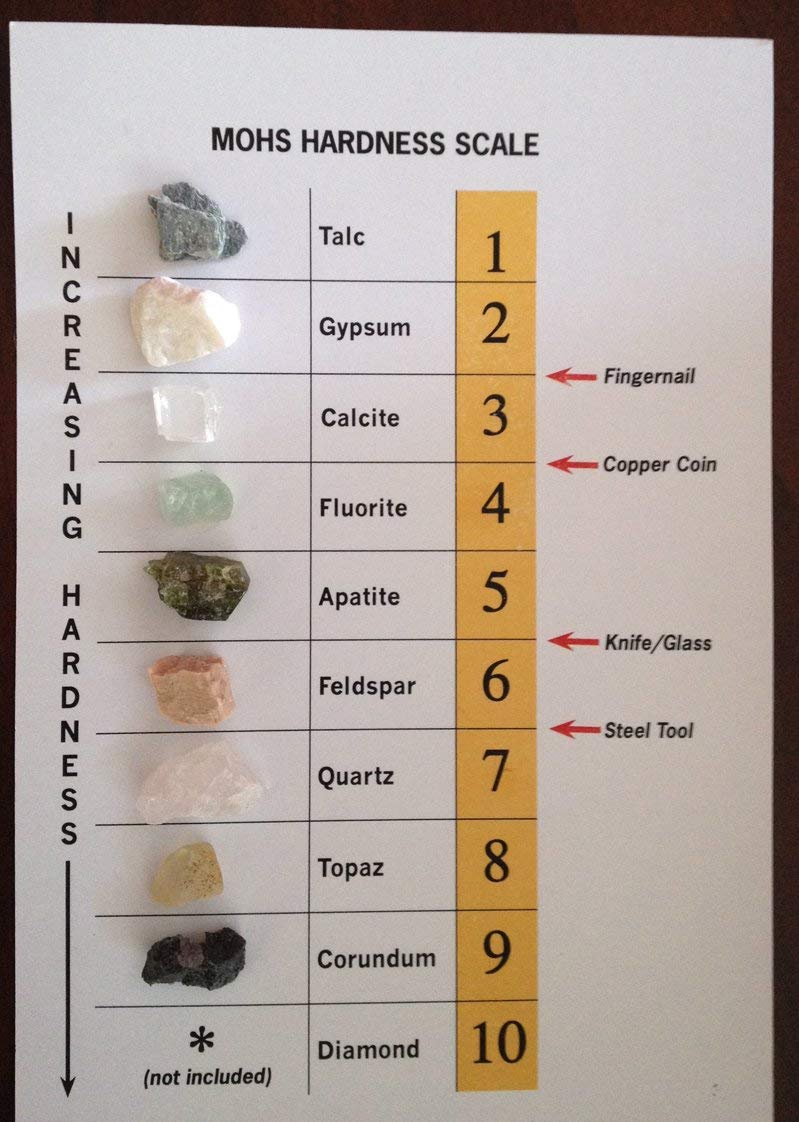 MOHS HARDNESS SCALE
INCREASING HARDNESS
Talc 1
Gypsum 2
Fingernail
Calcite 3
Copper Coin
Fluorite 4
Apatite 5
Knife/Glass
Feldspar 6
Steel Tool
Quartz 7
Topaz 8
Corundum 9
* Diamond 10
(not included)